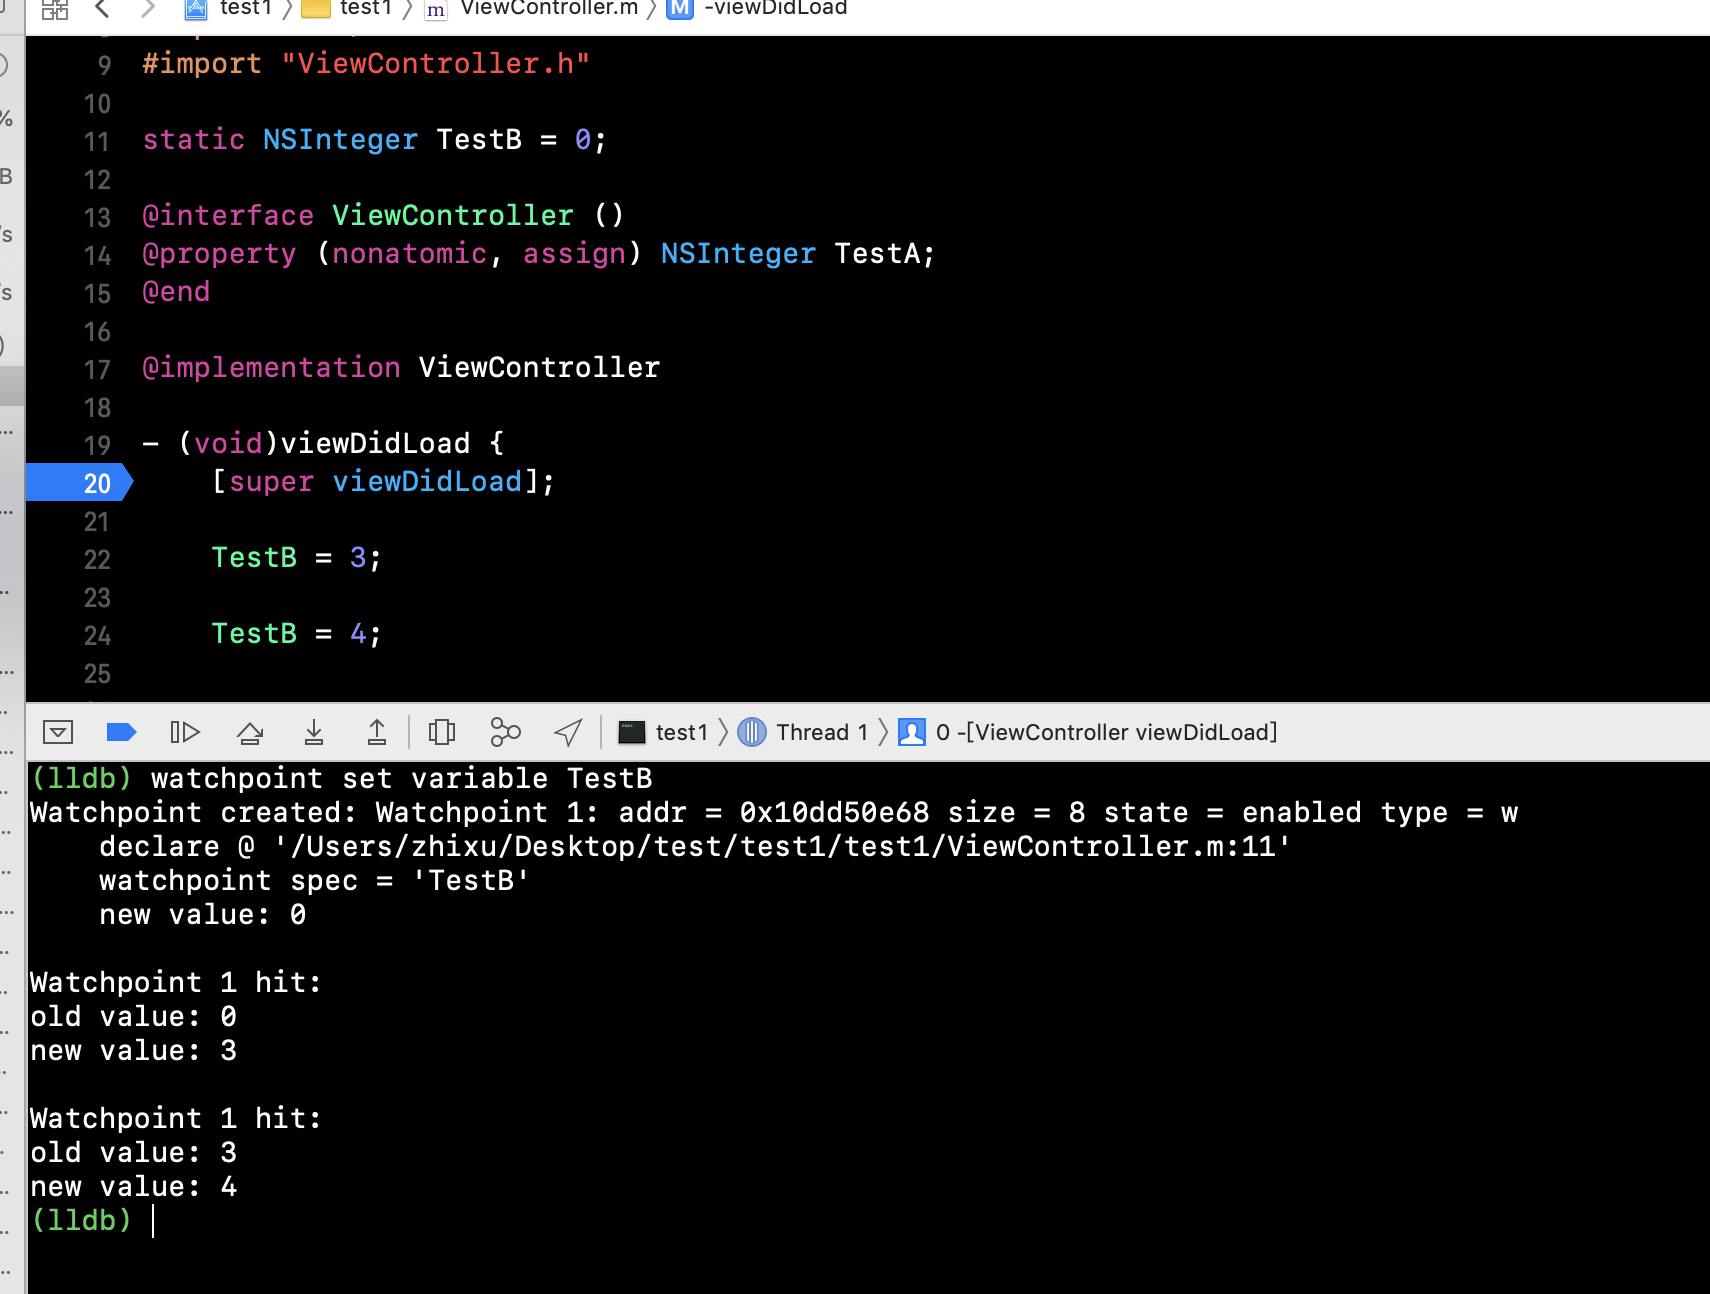 test1 test1 m ViewController.m M -viewDidLoad
9 #import "ViewController.h"
10
11 static NSInteger TestB = 0;
12
13 @interface ViewController ()
14 @property (nonatomic, assign) NSInteger TestA;
15 @end
16
17 @implementation ViewController
18
19 - (void)viewDidLoad {
20 [super viewDidLoad];
21
22 TestB = 3;
23
24 TestB = 4;
25
test1 Thread 1 0 -[ViewController viewDidLoad]
(lldb) watchpoint set variable TestB
Watchpoint created: Watchpoint 1: addr = 0x10dd50e68 size = 8 state = enabled type = w
declare @ '/Users/zhixu/Desktop/test/test1/test1/ViewController.m:11'
watchpoint spec = 'TestB'
new value: 0
Watchpoint 1 hit:
old value: 0
new value: 3
Watchpoint 1 hit:
old value: 3
new value: 4
(lldb)